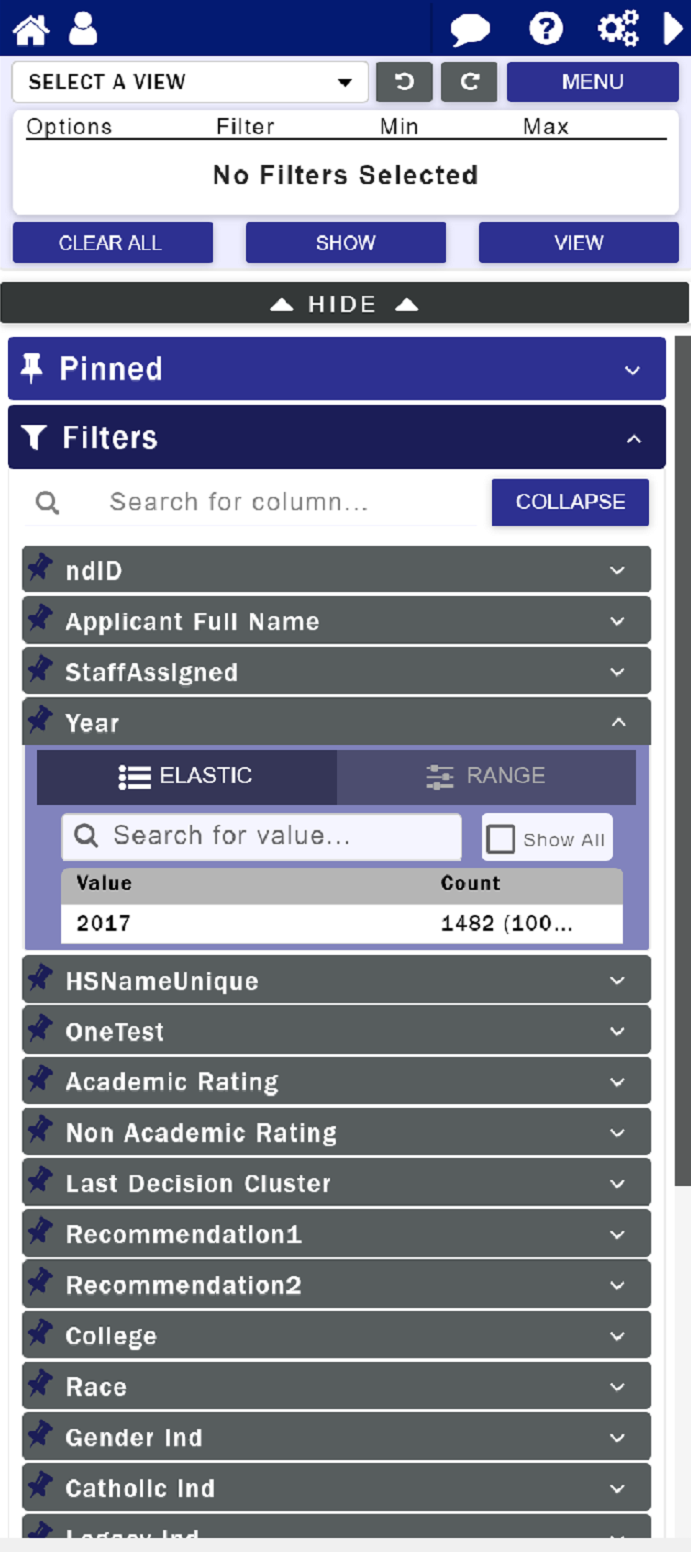 SELECT A VIEW MENU
Options Filter Min Max
No Filters Selected
CLEAR ALL SHOW VIEW
HIDE
Pinned
Filters
Search for column... COLLAPSE
ndID
Applicant Full Name
StaffAssigned
Year
ELASTIC RANGE
Search for value... Show All
Value Count
2017 1482 (100...
HSNameUnique
OneTest
Academic Rating
Non Academic Rating
Last Decision Cluster
Recommendation1
Recommendation2
College
Race
Gender Ind
Catholic Ind
Legacy Ind